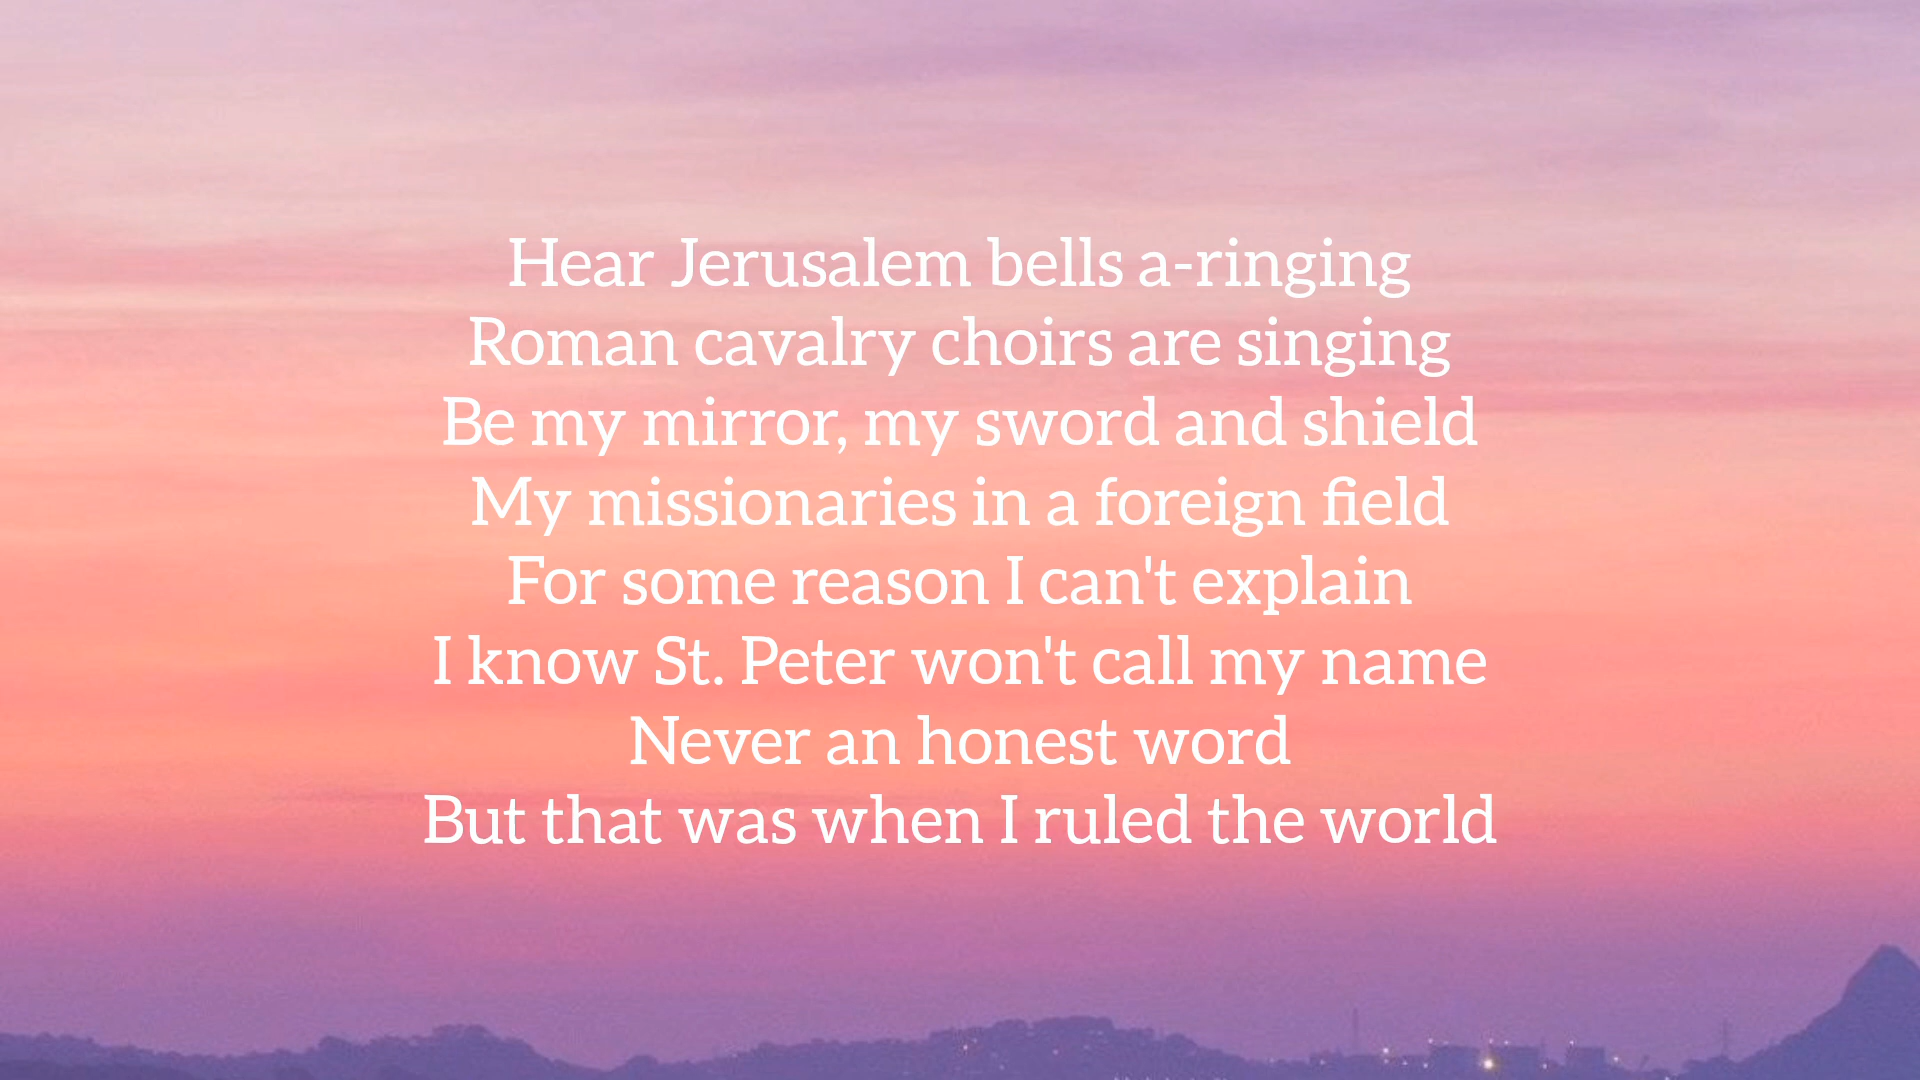 Hear Jerusalem bells a-ringing
Roman cavalry choirs are singing
Be my mirror, my sword and shield
My missionaries in a foreign field
For some reason I can't explain
I know St. Peter won't call my name
Never an honest word
But that was when I ruled the world